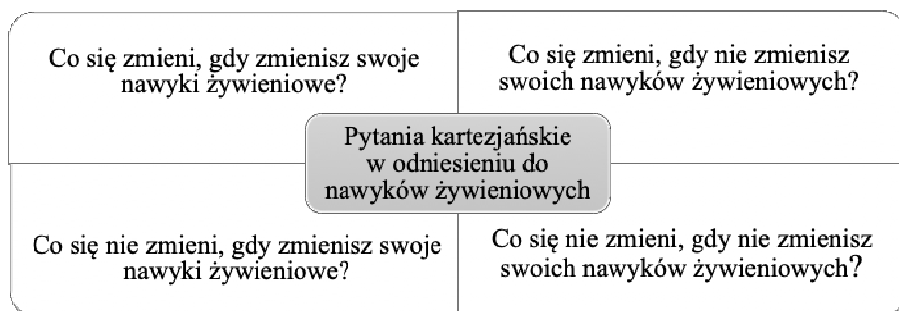 Co się zmieni, gdy zmienisz swoje
nawyki żywieniowe?
Co się zmieni, gdy nie zmienisz
swoich nawyków żywieniowych?
Pytania kartezjańskie
w odniesieniu do
nawyków żywieniowych
Co się nie zmieni, gdy zmienisz swoje
nawyki żywieniowe?
Co się nie zmieni, gdy nie zmienisz
swoich nawyków żywieniowych?